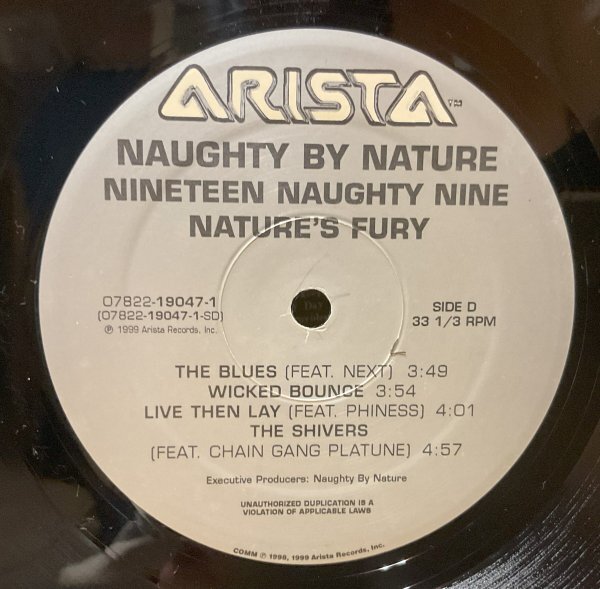 ARISTA™
NAUGHTY BY NATURE
NINETEEN NAUGHTY NINE
NATURE'S FURY
07822-19047-1
(07822-19047-1-SD)
℗ 1999 Arista Records, Inc.
SIDE D
33 1/3 RPM
THE BLUES (FEAT. NEXT) 3:49
WICKED BOUNCE 3:54
LIVE THEN LAY (FEAT. PHINESS) 4:01
THE SHIVERS
(FEAT. CHAIN GANG PLATUNE) 4:57
Executive Producers: Naughty By Nature
UNAUTHORIZED DUPLICATION IS A
VIOLATION OF APPLICABLE LAWS
COMM ℗ 1998, 1999 Arista Records, Inc.